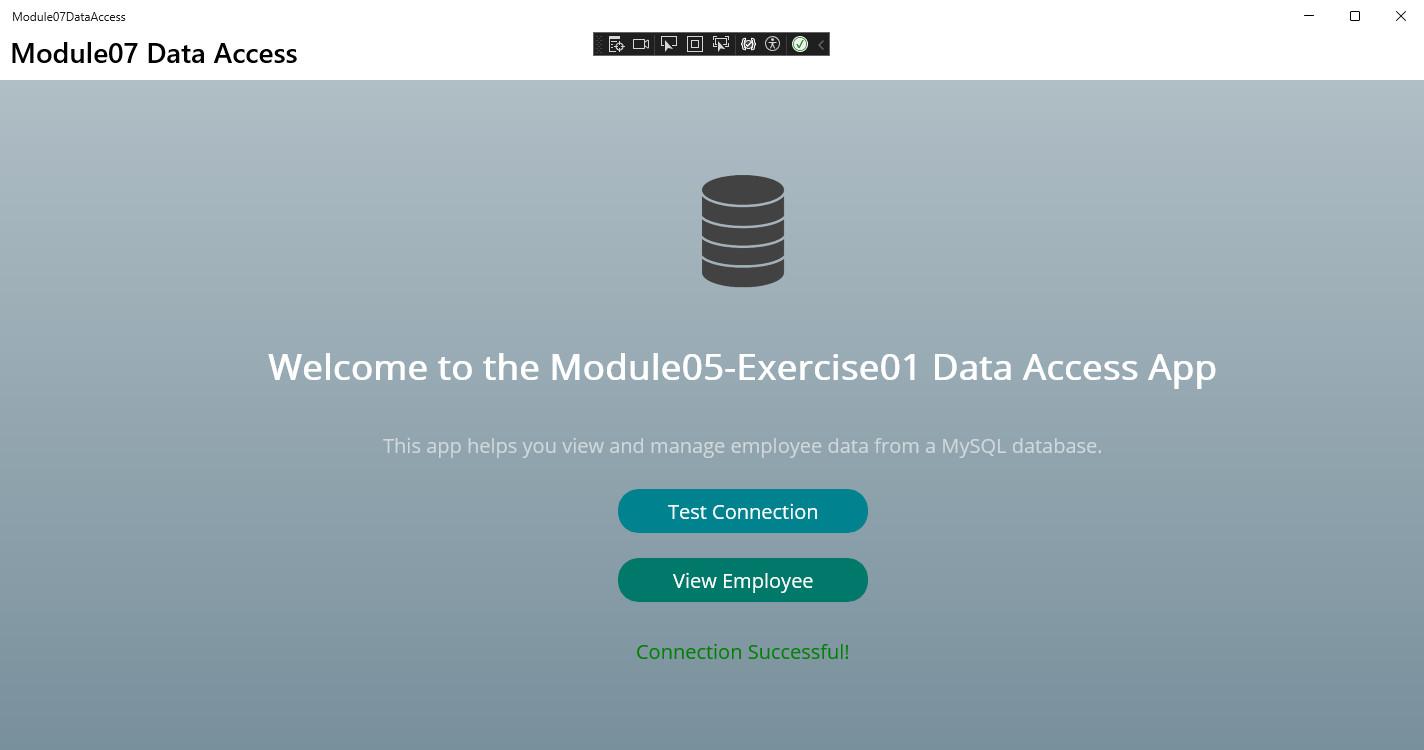 Module07DataAccess
Module07 Data Access
Welcome to the Module05-Exercise01 Data Access App
This app helps you view and manage employee data from a MySQL database.
Test Connection
View Employee
Connection Successful!